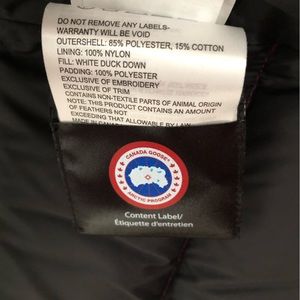 DO NOT REMOVE ANY LABELS-
WARRANTY WILL BE VOID
OUTERSHELL: 85% POLYESTER, 15% COTTON
LINING: 100% NYLON
FILL: WHITE DUCK DOWN
PADDING: 100% POLYESTER
EXCLUSIVE OF EMBROIDERY
EXCLUSIVE OF TRIM
CONTAINS NON-TEXTILE PARTS OF ANIMAL ORIGIN
NOTE: THIS PRODUCT CONTAINS AN AMOUNT
OF FEATHERS NOT
EXCEEDING THAT ALLOWABLE BY LAW
MADE IN
CANADA GOOSE
ARCTIC PROGRAM
Content Label/
Étiquette d'entretien